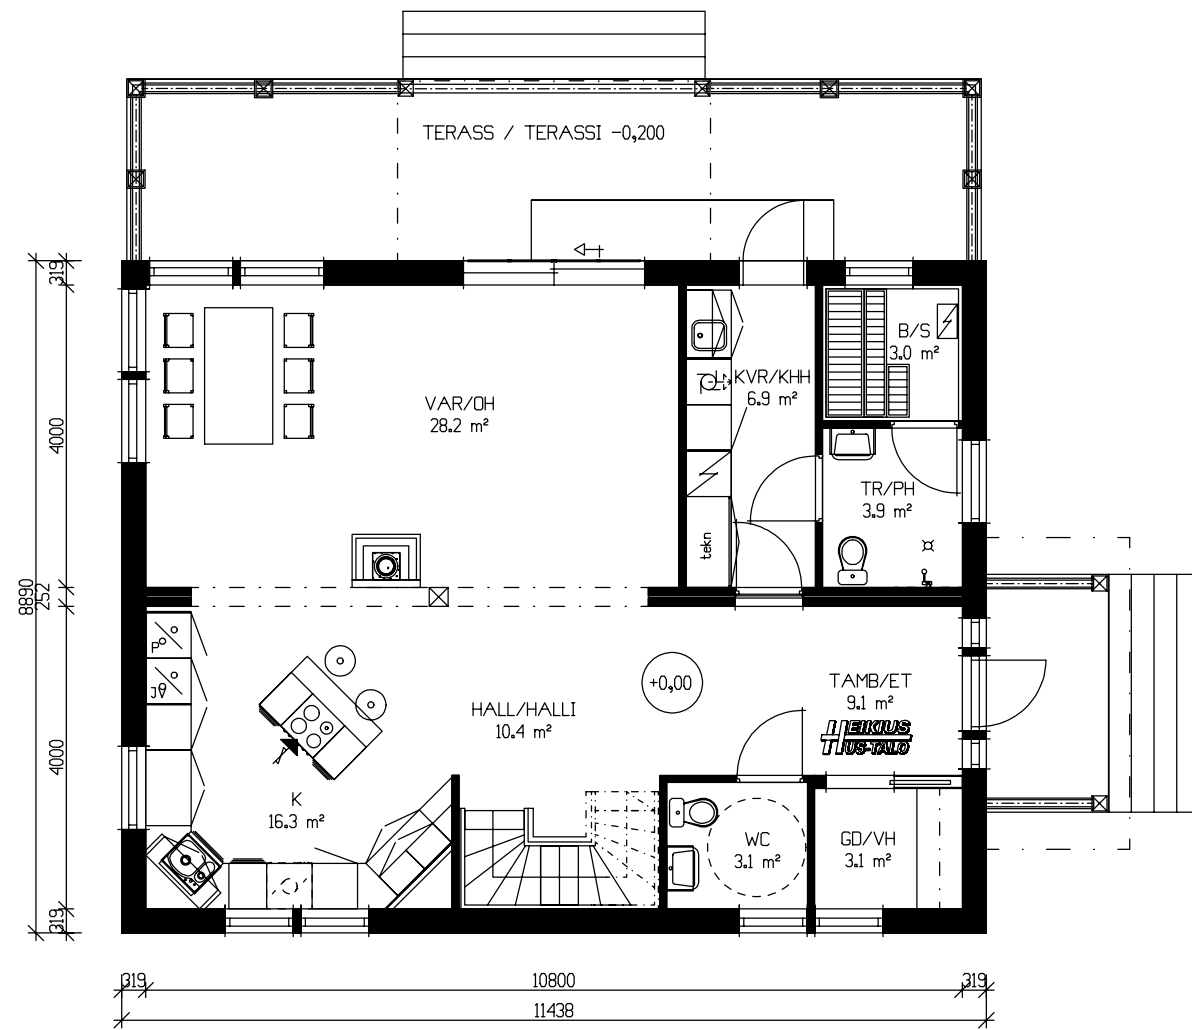 TERASS / TERASSI -0,200
319
B/S
3.0 m²
KVR/KHH
6.9 m²
VAR/OH
28.2 m²
4000
TR/PH
3.9 m²
tekn
8890
252
P
JV
+0,00
TAMB/ET
9.1 m²
HALL/HALLI
10.4 m²
HEIKIUS
HUS-TALO
4000
K
16.3 m²
WC
3.1 m²
GD/VH
3.1 m²
319
319
10800
319
11438